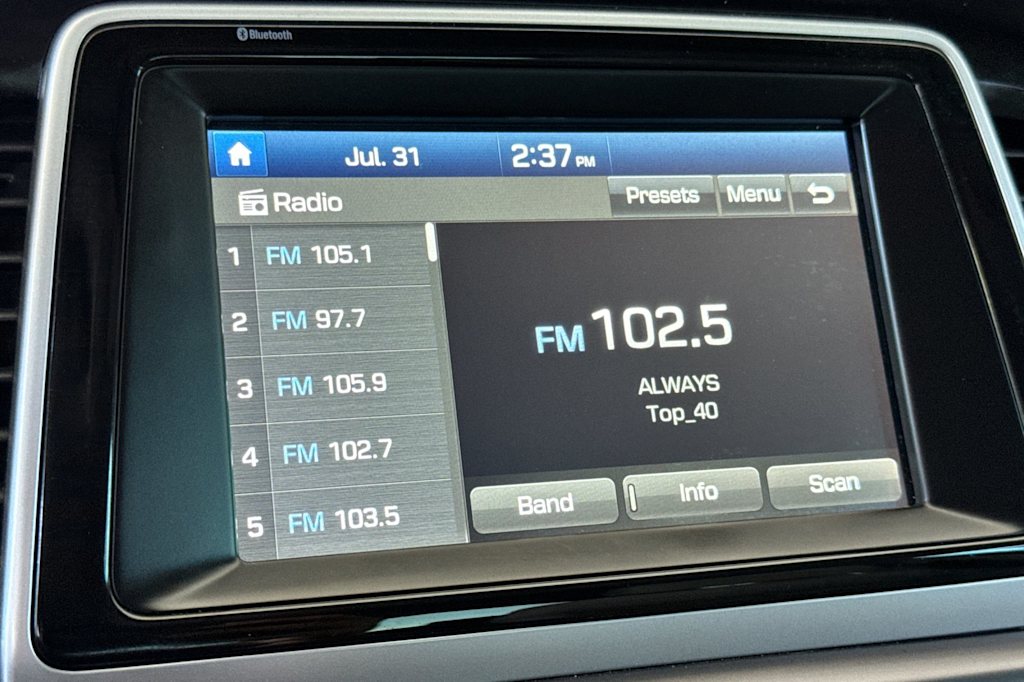 Bluetooth
Jul. 31 2:37 PM
Radio Presets Menu
1 FM 105.1
2 FM 97.7
3 FM 105.9
4 FM 102.7
5 FM 103.5
FM 102.5
ALWAYS
Top_40
Band Info Scan